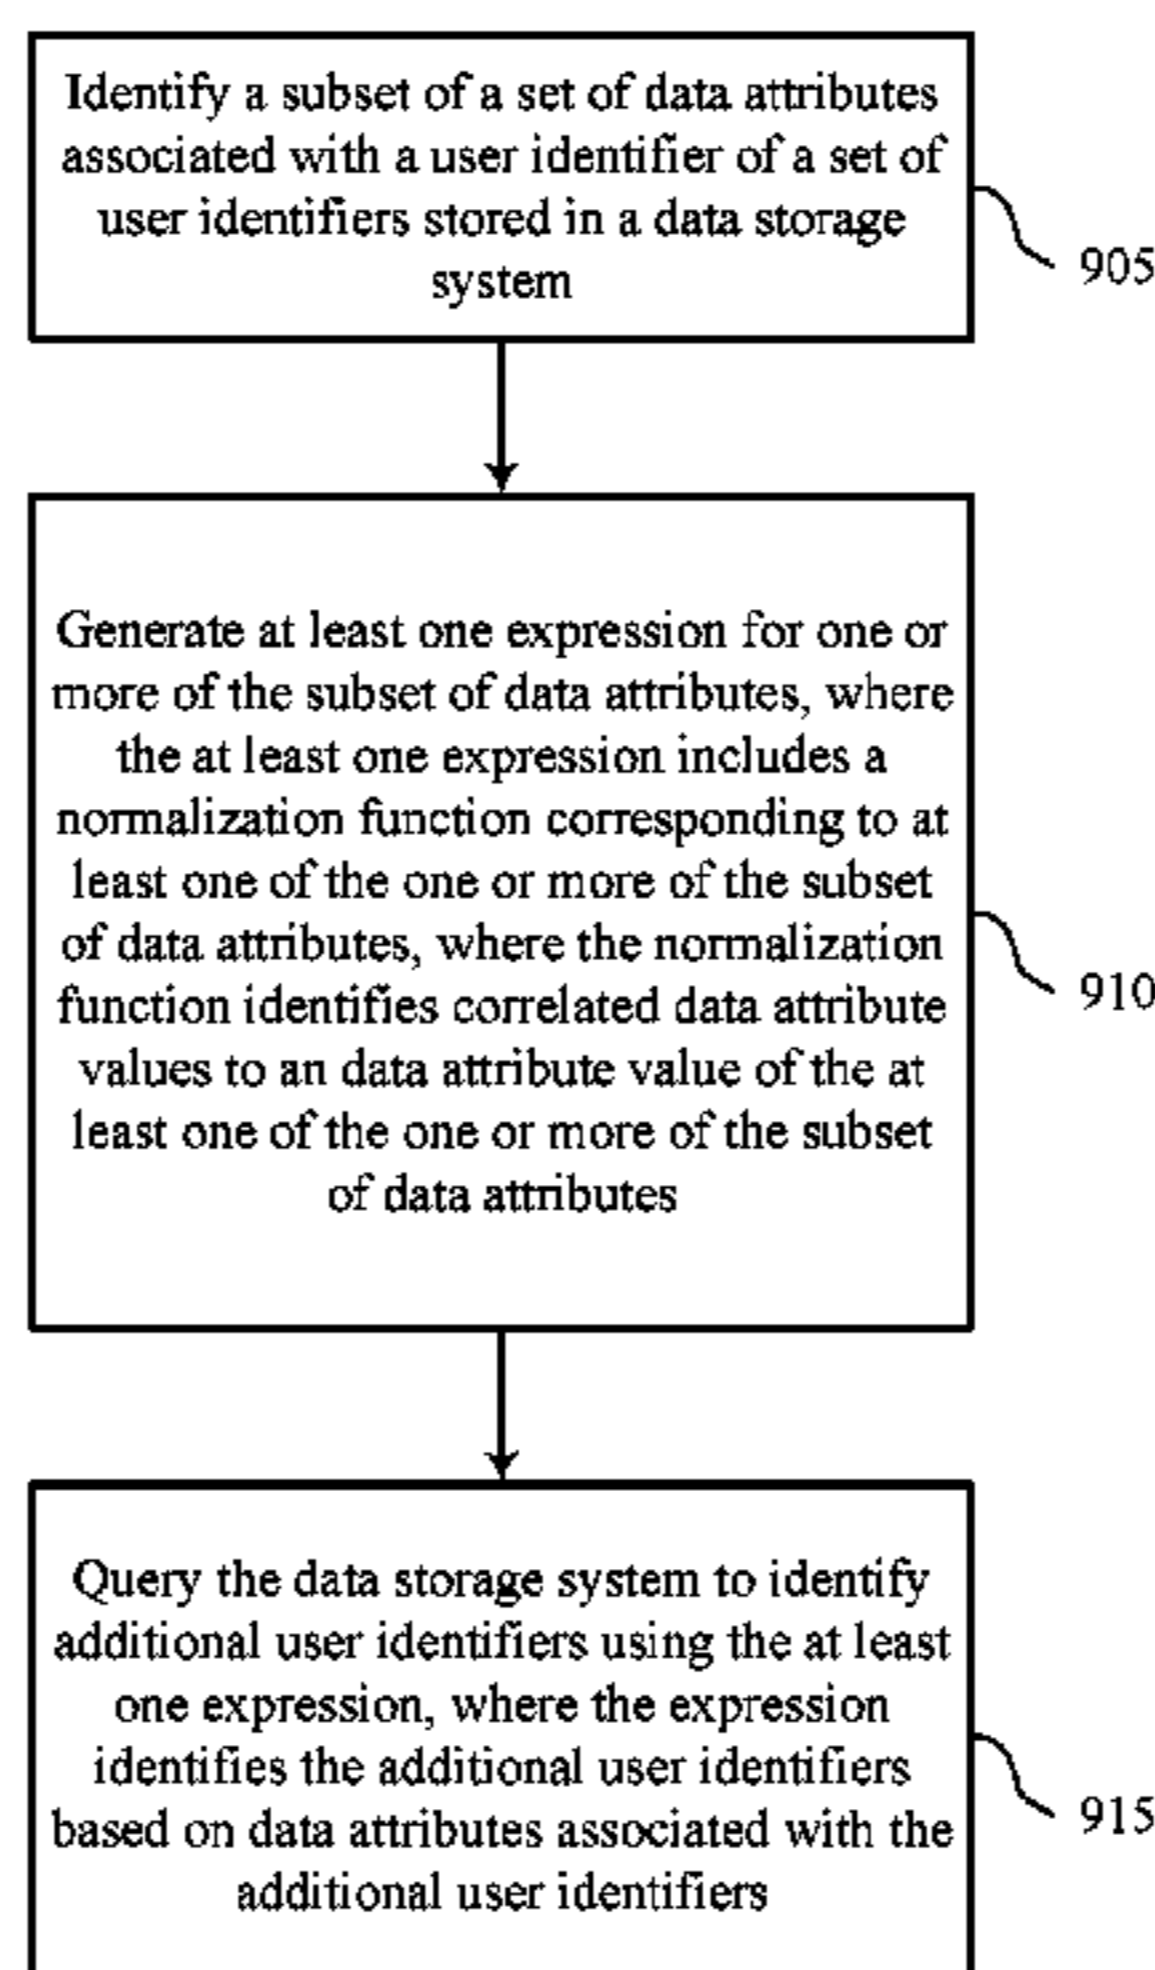 Identify a subset of a set of data attributes
associated with a user identifier of a set of
user identifiers stored in a data storage
system
905
Generate at least one expression for one or
more of the subset of data attributes, where
the at least one expression includes a
normalization function corresponding to at
least one of the one or more of the subset
of data attributes, where the normalization
function identifies correlated data attribute
values to an data attribute value of the at
least one of the one or more of the subset
of data attributes
910
Query the data storage system to identify
additional user identifiers using the at least
one expression, where the expression
identifies the additional user identifiers
based on data attributes associated with the
additional user identifiers
915